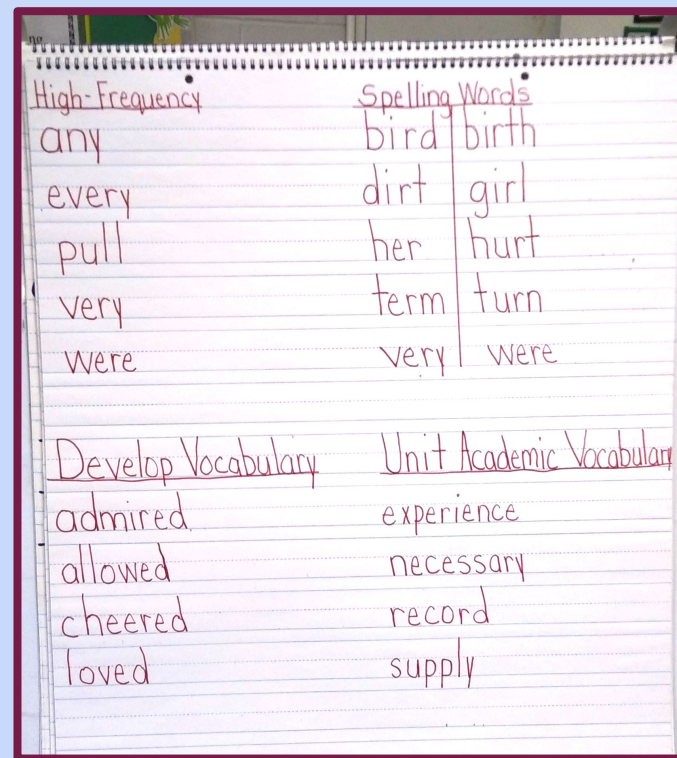 no
High-Frequency Spelling Words
any bird birth
every dirt girl
pull her hurt
very term turn
were very were
Develop Vocabulary Unit Academic Vocabulary
admired experience
allowed necessary
cheered record
loved supply